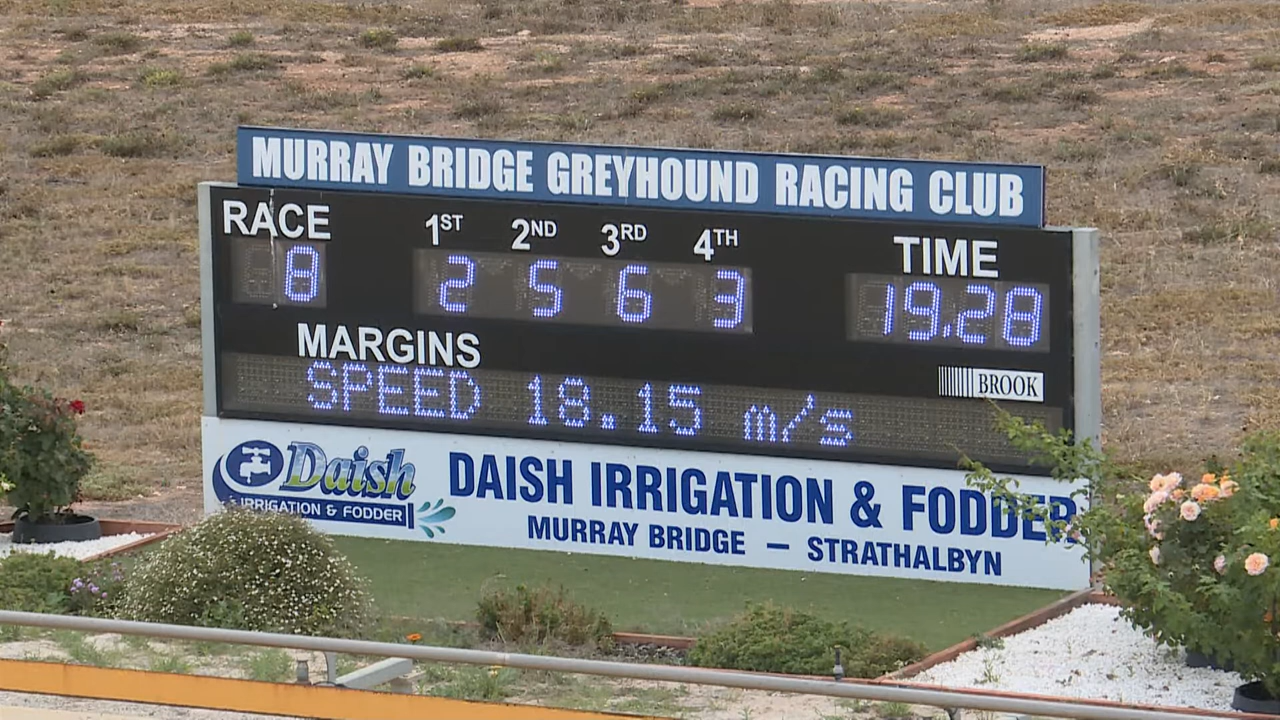 MURRAY BRIDGE GREYHOUND RACING CLUB
RACE 1ST 2ND 3RD 4TH TIME
8 2 5 6 3 19.28
MARGINS
SPEED 18.15 m/s
BROOK
Daish
IRRIGATION & FODDER
DAISH IRRIGATION & FODDER
MURRAY BRIDGE – STRATHALBYN